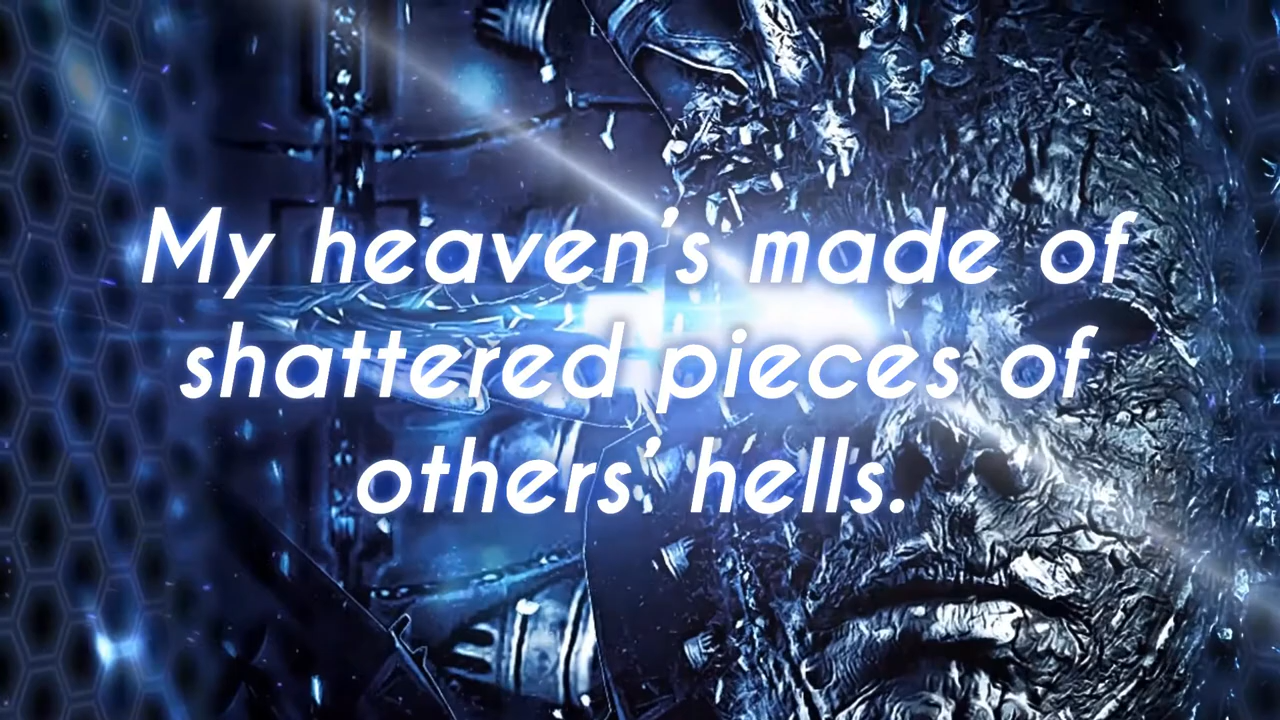 My heaven’s made of
shattered pieces of
others’ hells.